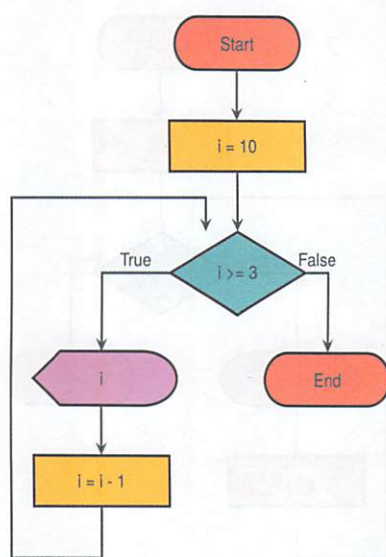 Start
i = 10
True
False
i >= 3
i
End
i = i - 1